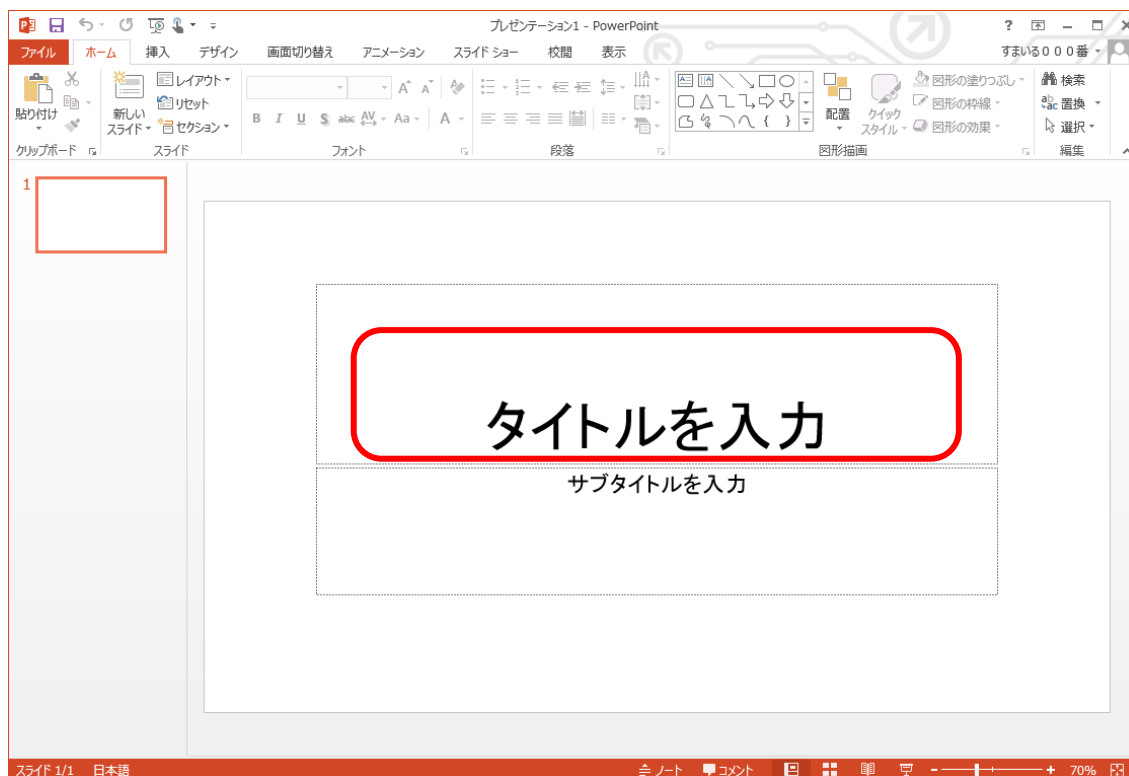 プレゼンテーション1 - PowerPoint
ファイル ホーム 挿入 デザイン 画面切り替え アニメーション スライド ショー 校閲 表示 すまいる000番
貼り付け
新しい
スライド
レイアウト
リセット
セクション
B I U S abc AV Aa A
配置
クイック
スタイル
図形の塗りつぶし
図形の枠線
図形の効果
検索
置換
選択
クリップボード スライド フォント 段落 図形描画 編集
1
タイトルを入力
サブタイトルを入力
スライド 1/1 日本語 ノート コメント 70%